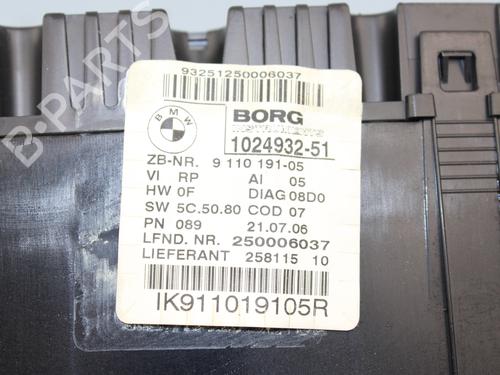 93251250006037
BMW
BORG
INSTRUMENTS
1024932-51
ZB-NR. 9 110 191-05
VI RP AI 05
HW 0F DIAG 08D0
SW 5C.50.80 COD 07
PN 089 21.07.06
LFND. NR. 250006037
LIEFERANT 258115 10
IK911019105R
B-PARTS